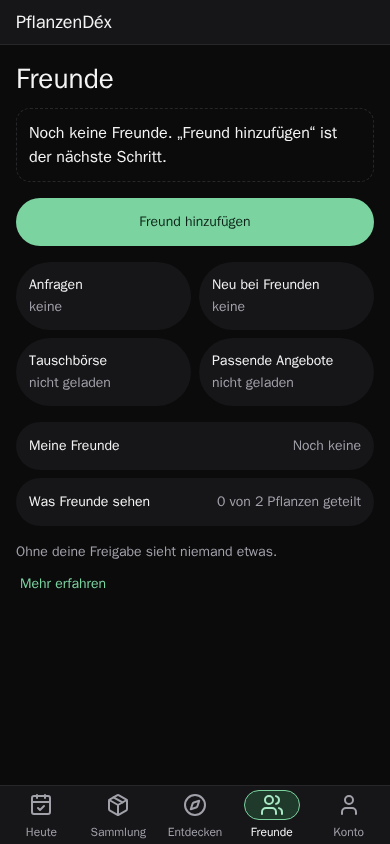 PflanzenDéx
Freunde
Noch keine Freunde. „Freund hinzufügen“ ist
der nächste Schritt.
Freund hinzufügen
Anfragen
keine
Neu bei Freunden
keine
Tauschbörse
nicht geladen
Passende Angebote
nicht geladen
Meine Freunde
Noch keine
Was Freunde sehen
0 von 2 Pflanzen geteilt
Ohne deine Freigabe sieht niemand etwas.
Mehr erfahren
Heute
Sammlung
Entdecken
Freunde
Konto